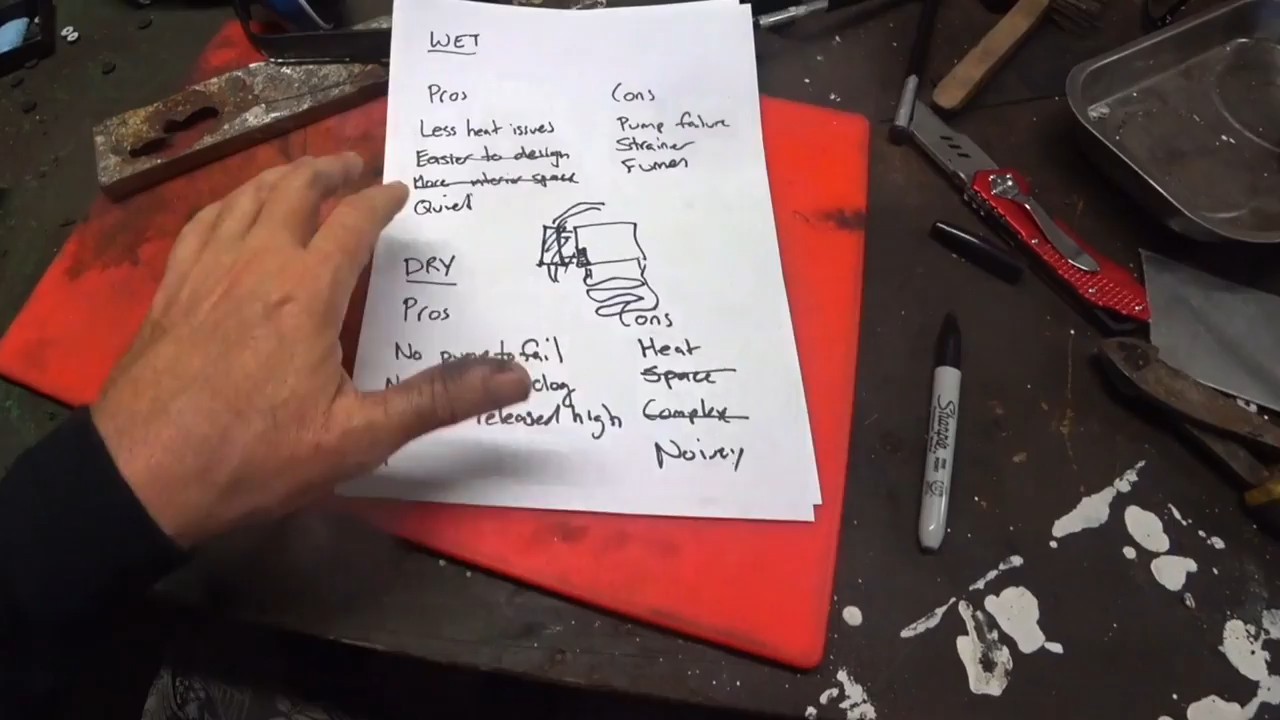 WET
Pros
Cons
Less heat issues
Easier to design
More interior space
Quiet
Pump failure
Strainer
Fumes
DRY
Pros
Cons
No pump to fail
clog
released high
Heat
Space
Complex
Noisey
Sharpie